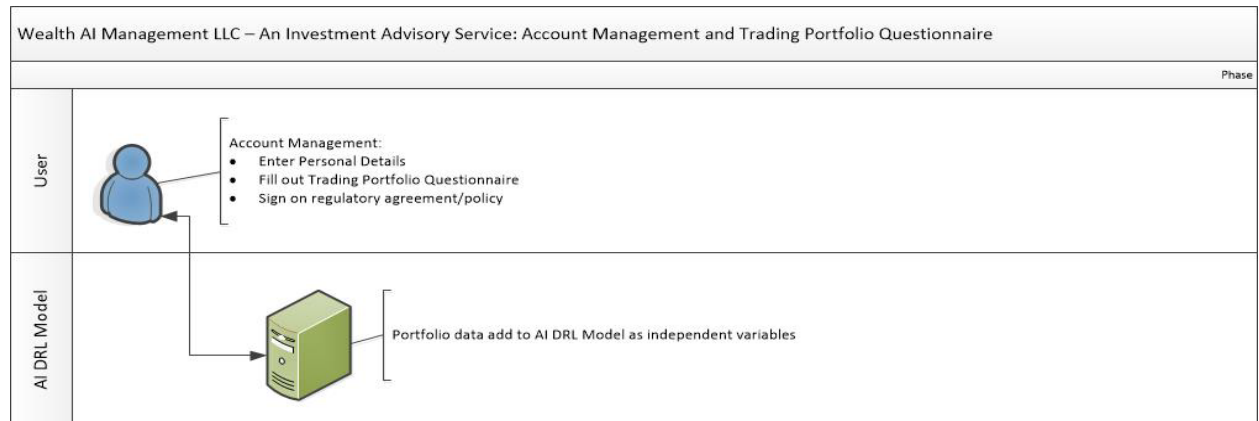 Wealth AI Management LLC – An Investment Advisory Service: Account Management and Trading Portfolio Questionnaire
Phase
User
Account Management:
• Enter Personal Details
• Fill out Trading Portfolio Questionnaire
• Sign on regulatory agreement/policy
AI DRL Model
Portfolio data add to AI DRL Model as independent variables